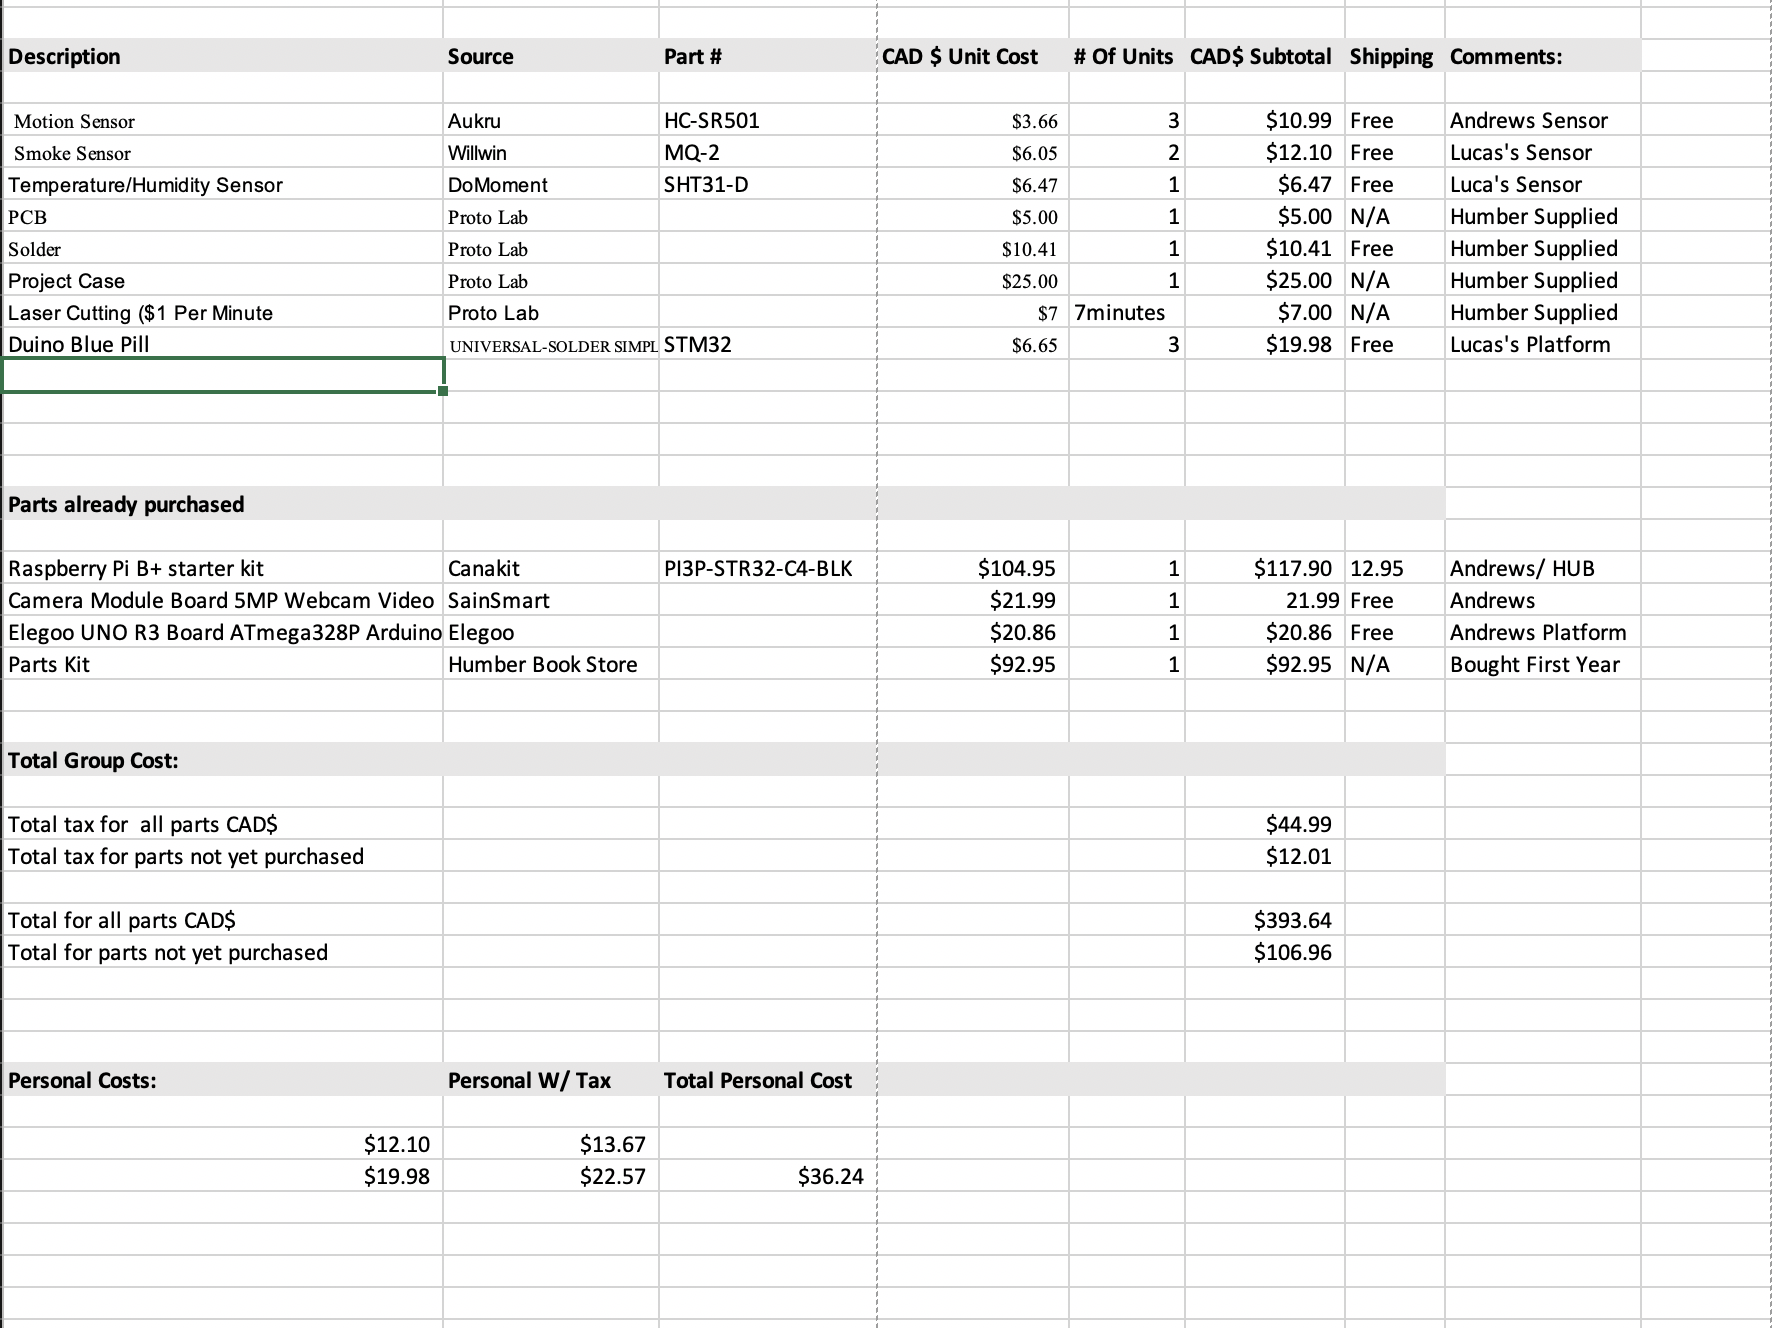 Description Source Part # CAD $ Unit Cost # Of Units CAD$ Subtotal Shipping Comments:
Motion Sensor Aukru HC-SR501 $3.66 3 $10.99 Free Andrews Sensor
Smoke Sensor Willwin MQ-2 $6.05 2 $12.10 Free Lucas's Sensor
Temperature/Humidity Sensor DoMoment SHT31-D $6.47 1 $6.47 Free Luca's Sensor
PCB Proto Lab $5.00 1 $5.00 N/A Humber Supplied
Solder Proto Lab $10.41 1 $10.41 Free Humber Supplied
Project Case Proto Lab $25.00 1 $25.00 N/A Humber Supplied
Laser Cutting ($1 Per Minute Proto Lab $7 7minutes $7.00 N/A Humber Supplied
Duino Blue Pill UNIVERSAL-SOLDER SIMPL STM32 $6.65 3 $19.98 Free Lucas's Platform
Parts already purchased
Raspberry Pi B+ starter kit Canakit PI3P-STR32-C4-BLK $104.95 1 $117.90 12.95 Andrews/ HUB
Camera Module Board 5MP Webcam Video SainSmart $21.99 1 21.99 Free Andrews
Elegoo UNO R3 Board ATmega328P Arduino Elegoo $20.86 1 $20.86 Free Andrews Platform
Parts Kit Humber Book Store $92.95 1 $92.95 N/A Bought First Year
Total Group Cost:
Total tax for all parts CAD$ $44.99
Total tax for parts not yet purchased $12.01
Total for all parts CAD$ $393.64
Total for parts not yet purchased $106.96
Personal Costs: Personal W/ Tax Total Personal Cost
$12.10 $13.67
$19.98 $22.57 $36.24